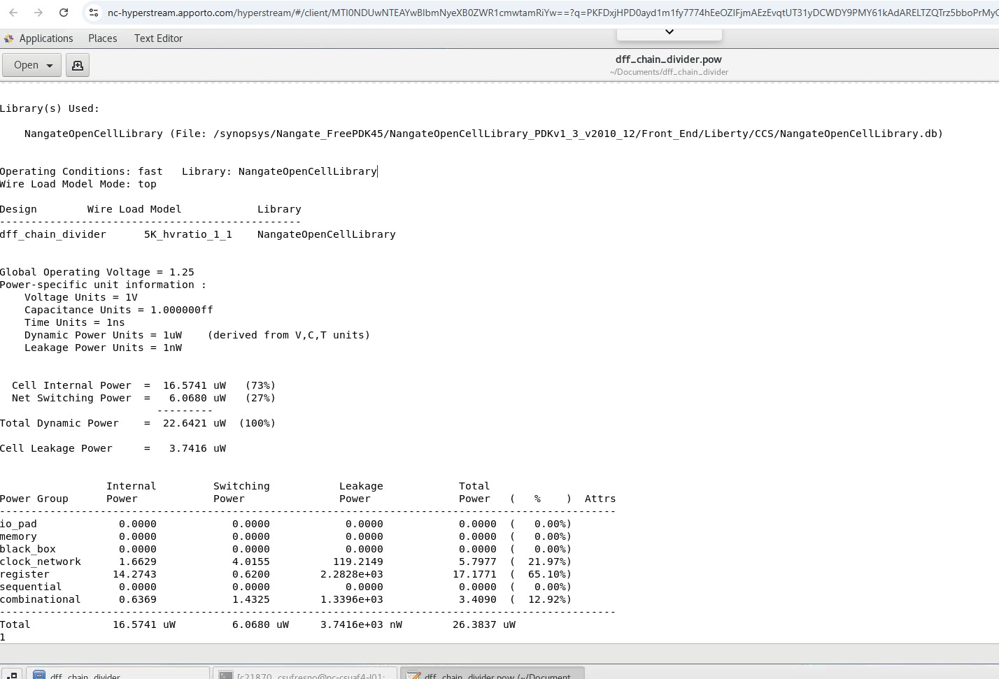 nc-hyperstream.apporto.com/hyperstream/#/client/MTI0NDUwNTEAYwBIbmNyeXB0ZWR1cmwtamRiYw==?q=PKFDxjHPD0ayd1m1fy7774hEeOZIFjmAEzEvqtUT31yDCWDY9PMY61kAdARELTZQTrz5bboPrMyC
Applications Places Text Editor
Open
dff_chain_divider.pow
~/Documents/dff_chain_divider
Library(s) Used:
NangateOpenCellLibrary (File: /synopsys/Nangate_FreePDK45/NangateOpenCellLibrary_PDKv1_3_v2010_12/Front_End/Liberty/CCS/NangateOpenCellLibrary.db)
Operating Conditions: fast   Library: NangateOpenCellLibrary
Wire Load Model Mode: top
Design        Wire Load Model            Library
------------------------------------------------
dff_chain_divider      5K_hvratio_1_1    NangateOpenCellLibrary
Global Operating Voltage = 1.25
Power-specific unit information :
Voltage Units = 1V
Capacitance Units = 1.000000ff
Time Units = 1ns
Dynamic Power Units = 1uW    (derived from V,C,T units)
Leakage Power Units = 1nW
Cell Internal Power  =  16.5741 uW   (73%)
Net Switching Power  =   6.0680 uW   (27%)
---------
Total Dynamic Power    =  22.6421 uW  (100%)
Cell Leakage Power     =   3.7416 uW
Internal         Switching           Leakage            Total
Power Group      Power            Power               Power              Power   (   %    )  Attrs
--------------------------------------------------------------------------------------------------
io_pad             0.0000            0.0000            0.0000            0.0000  (   0.00%)
memory             0.0000            0.0000            0.0000            0.0000  (   0.00%)
black_box          0.0000            0.0000            0.0000            0.0000  (   0.00%)
clock_network      1.6629            4.0155          119.2149            5.7977  (  21.97%)
register          14.2743            0.6200        2.2828e+03           17.1771  (  65.10%)
sequential         0.0000            0.0000            0.0000            0.0000  (   0.00%)
combinational      0.6369            1.4325        1.3396e+03            3.4090  (  12.92%)
--------------------------------------------------------------------------------------------------
Total             16.5741 uW         6.0680 uW     3.7416e+03 nW        26.3837 uW
1
dff_chain_divider
[c21870_csufresno@nc-csuaf4-l01:
dff_chain_divider.pow (~/Document